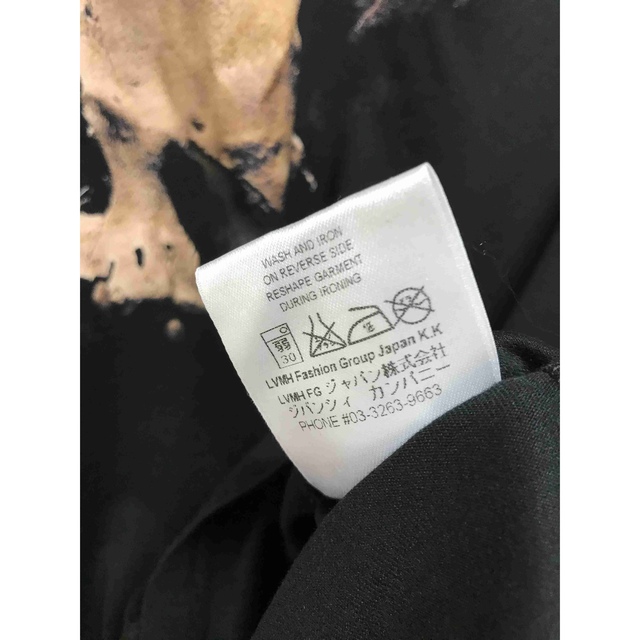 WASH AND IRON
ON REVERSE SIDE
RESHAPE GARMENT
DURING IRONING
弱
30
LVMH Fashion Group Japan K.K
LVMH FG ジャパン株式会社
ジバンシィ カンパニー
PHONE #03-3263-9663